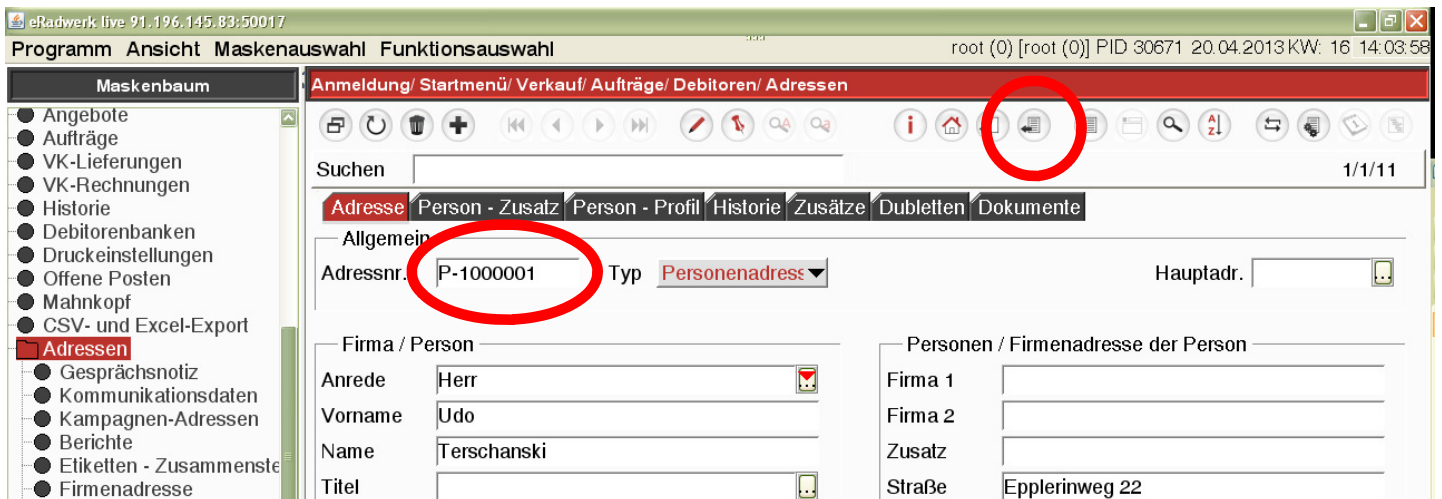 eRadwerk live 91.196.145.83:50017
Programm Ansicht Maskenauswahl Funktionsauswahl root (0) [root (0)] PID 30671 20.04.2013 KW: 16 14:03:58
Maskenbaum
Angebote
Aufträge
VK-Lieferungen
VK-Rechnungen
Historie
Debitorenbanken
Druckeinstellungen
Offene Posten
Mahnkopf
CSV- und Excel-Export
Adressen
Gesprächsnotiz
Kommunikationsdaten
Kampagnen-Adressen
Berichte
Etiketten - Zusammenste
Firmenadresse
Anmeldung/ Startmenü/ Verkauf/ Aufträge/ Debitoren/ Adressen
Suchen 1/1/11
Adresse Person - Zusatz Person - Profil Historie Zusätze Dubletten Dokumente
Allgemein
Adressnr. P-1000001 Typ Personenadress Hauptadr.
Firma / Person
Anrede Herr
Vorname Udo
Name Terschanski
Titel
Personen / Firmenadresse der Person
Firma 1
Firma 2
Zusatz
Straße Epplerinweg 22